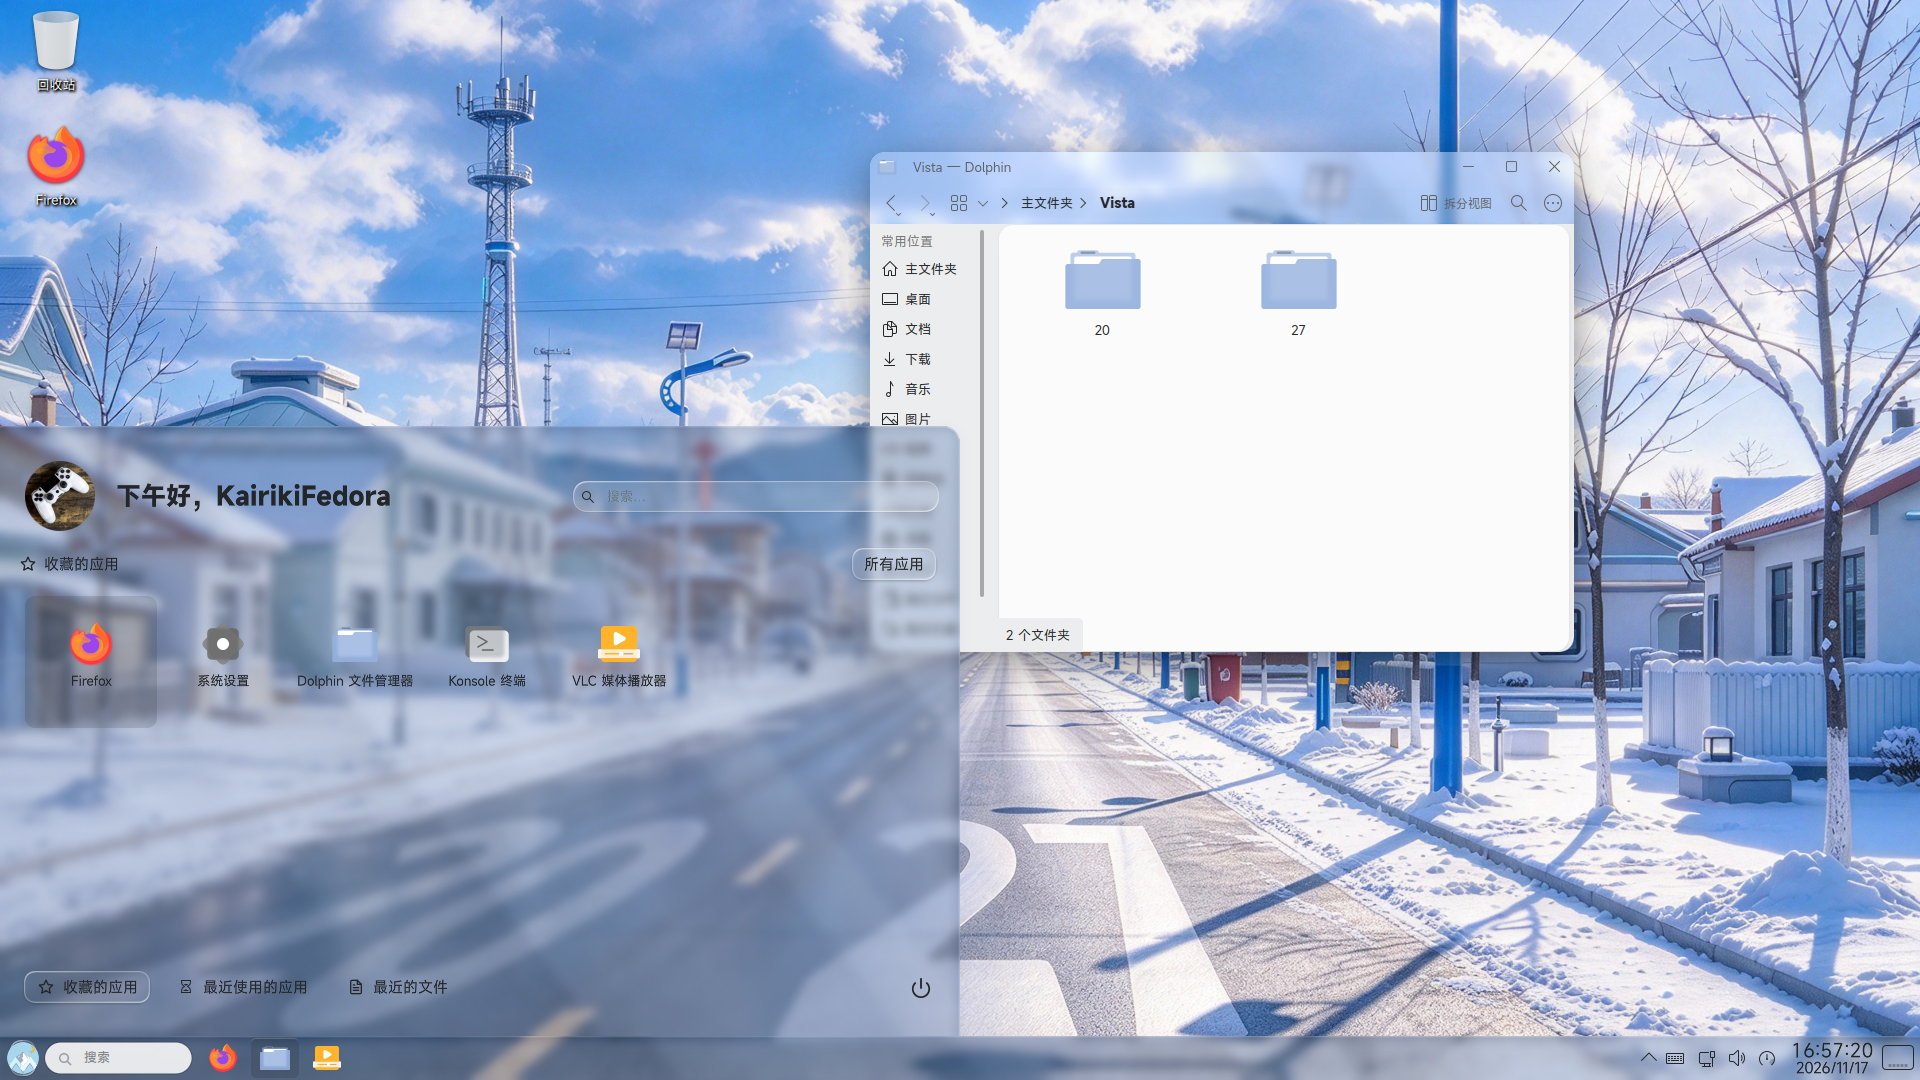 回收站
Firefox
Vista — Dolphin
主文件夹
Vista
拆分视图
常用位置
主文件夹
桌面
文档
下载
音乐
图片
20
27
2 个文件夹
下午好，KairikiFedora
搜索...
收藏的应用
所有应用
Firefox
系统设置
Dolphin 文件管理器
Konsole 终端
VLC 媒体播放器
收藏的应用
最近使用的应用
最近的文件
搜索
16:57:20
2026/11/17